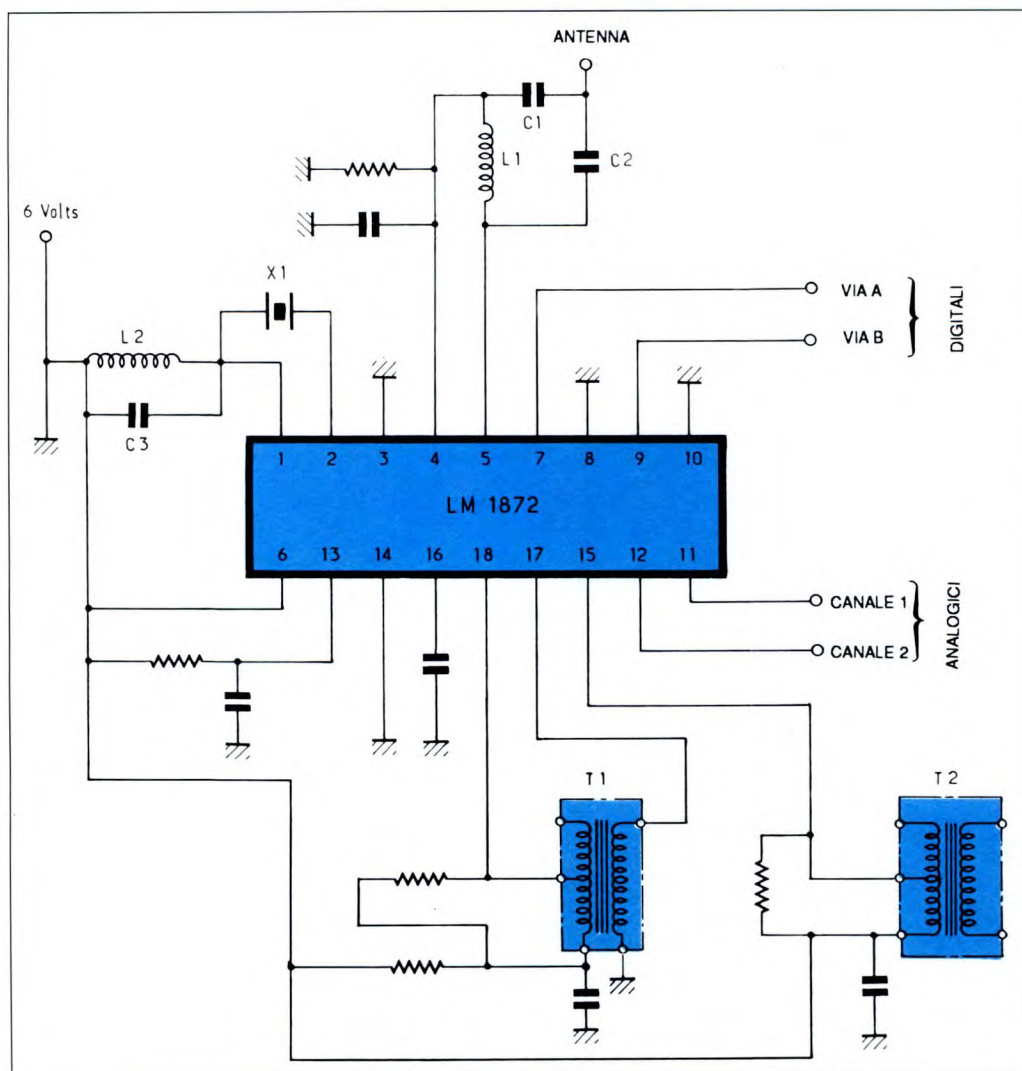 ANTENNA
C1
L1
C2
6 Volts
X1
L2
C3
VIA A
VIA B
DIGITALI
1 2 3 4 5 7 8 9 10
LM 1872
6 13 14 16 18 17 15 12 11
CANALE 1
CANALE 2
ANALOGICI
T1
T2